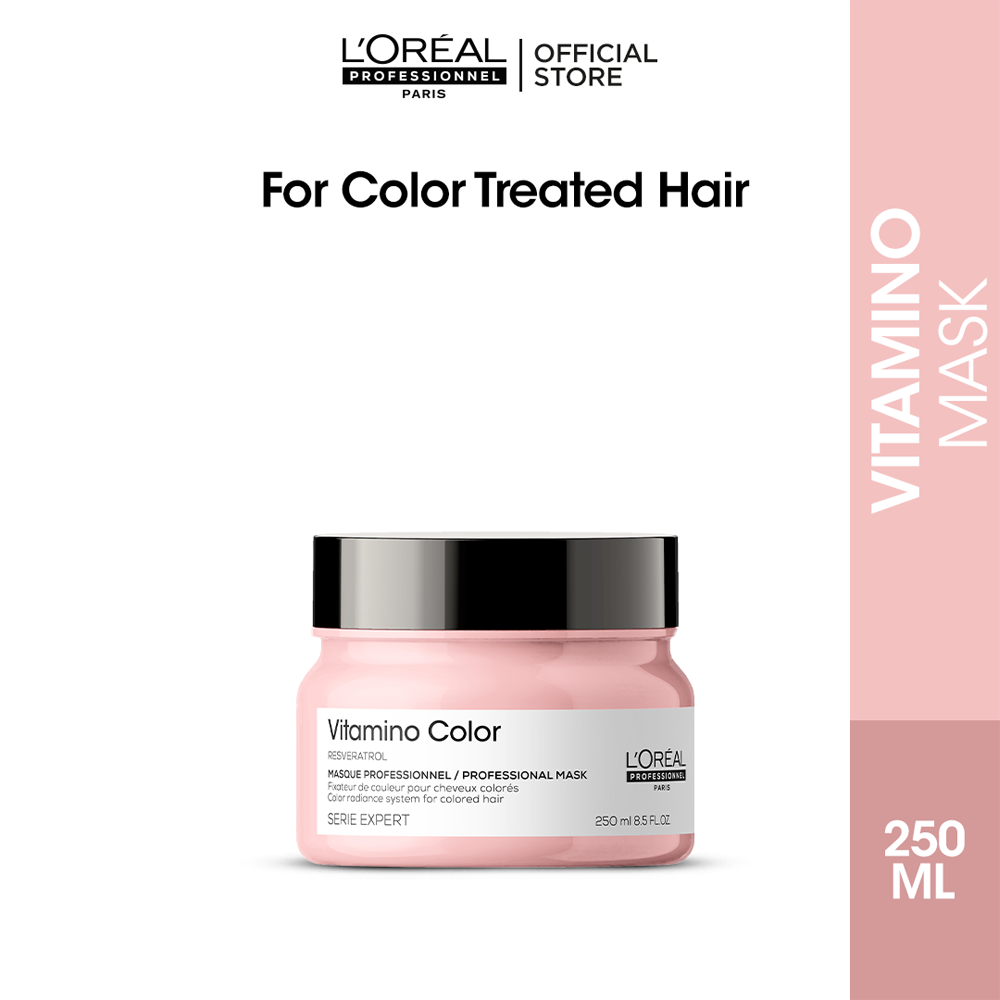 L'ORÉAL
PROFESSIONNEL
PARIS
OFFICIAL
STORE
For Color Treated Hair
VITAMINO
MASK
Vitamino Color
RESVERATROL
MASQUE PROFESSIONNEL / PROFESSIONAL MASK
Fixateur de couleur pour cheveux colorés
Color radiance system for colored hair
SERIE EXPERT
250 ml 8.5 FL.OZ.
L'ORÉAL
PROFESSIONNEL
PARIS
250
ML